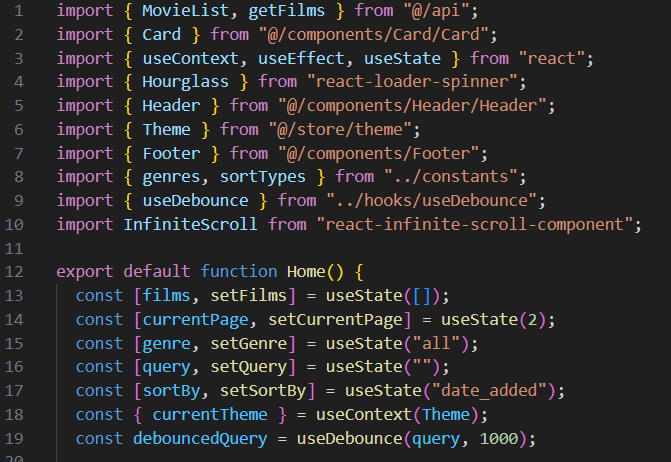 1 import { MovieList, getFilms } from "@/api";
2 import { Card } from "@/components/Card/Card";
3 import { useContext, useEffect, useState } from "react";
4 import { Hourglass } from "react-loader-spinner";
5 import { Header } from "@/components/Header/Header";
6 import { Theme } from "@/store/theme";
7 import { Footer } from "@/components/Footer";
8 import { genres, sortTypes } from "../constants";
9 import { useDebounce } from "../hooks/useDebounce";
10 import InfiniteScroll from "react-infinite-scroll-component";
11
12 export default function Home() {
13 const [films, setFilms] = useState([]);
14 const [currentPage, setCurrentPage] = useState(2);
15 const [genre, setGenre] = useState("all");
16 const [query, setQuery] = useState("");
17 const [sortBy, setSortBy] = useState("date_added");
18 const { currentTheme } = useContext(Theme);
19 const debouncedQuery = useDebounce(query, 1000);
20